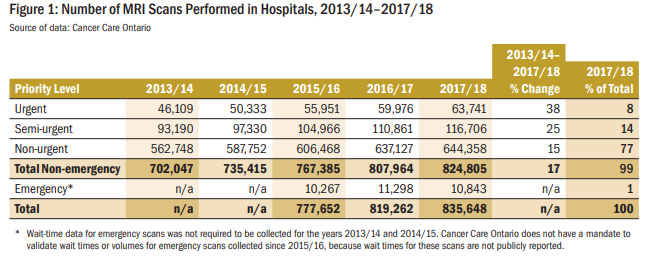 Figure 1: Number of MRI Scans Performed in Hospitals, 2013/14–2017/18
Source of data: Cancer Care Ontario
2013/14–
2017/18 2017/18
Priority Level 2013/14 2014/15 2015/16 2016/17 2017/18 % Change % of Total
Urgent 46,109 50,333 55,951 59,976 63,741 38 8
Semi-urgent 93,190 97,330 104,966 110,861 116,706 25 14
Non-urgent 562,748 587,752 606,468 637,127 644,358 15 77
Total Non-emergency 702,047 735,415 767,385 807,964 824,805 17 99
Emergency* n/a n/a 10,267 11,298 10,843 n/a 1
Total n/a n/a 777,652 819,262 835,648 n/a 100
* Wait-time data for emergency scans was not required to be collected for the years 2013/14 and 2014/15. Cancer Care Ontario does not have a mandate to
validate wait times or volumes for emergency scans collected since 2015/16, because wait times for these scans are not publicly reported.